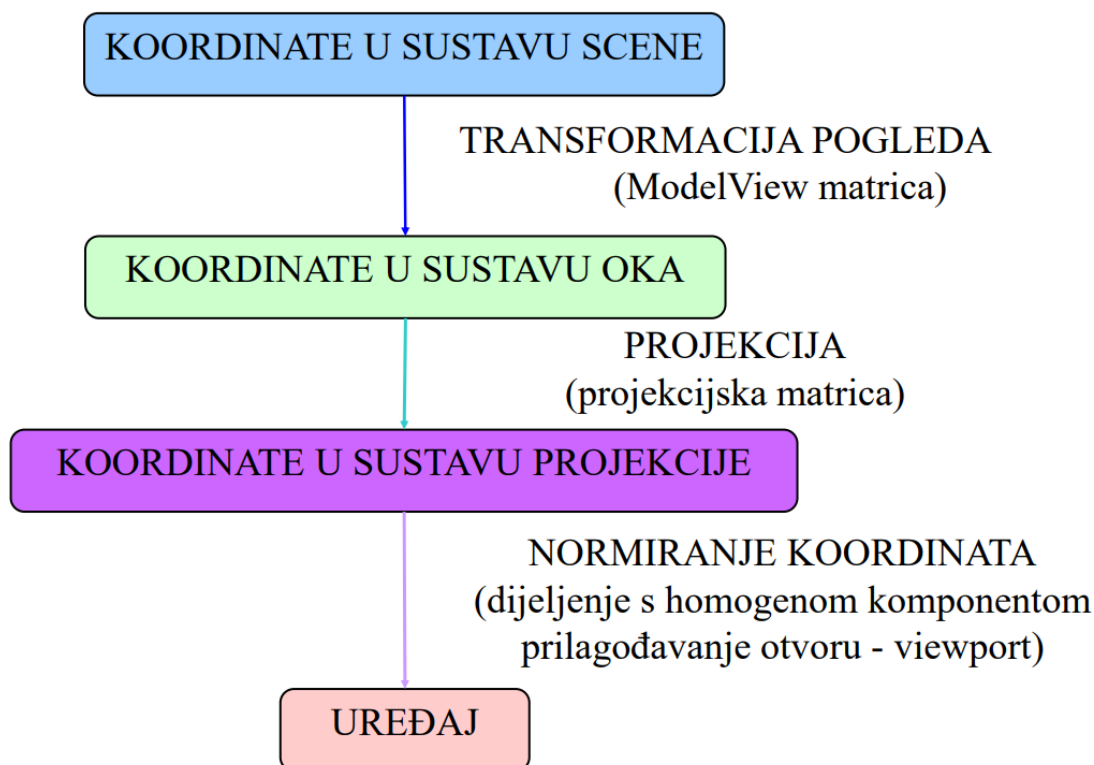 KOORDINATE U SUSTAVU SCENE
TRANSFORMACIJA POGLEDA
(ModelView matrica)
KOORDINATE U SUSTAVU OKA
PROJEKCIJA
(projekcijska matrica)
KOORDINATE U SUSTAVU PROJEKCIJE
NORMIRANJE KOORDINATA
(dijeljenje s homogenom komponentom
prilagođavanje otvoru - viewport)
UREĐAJ